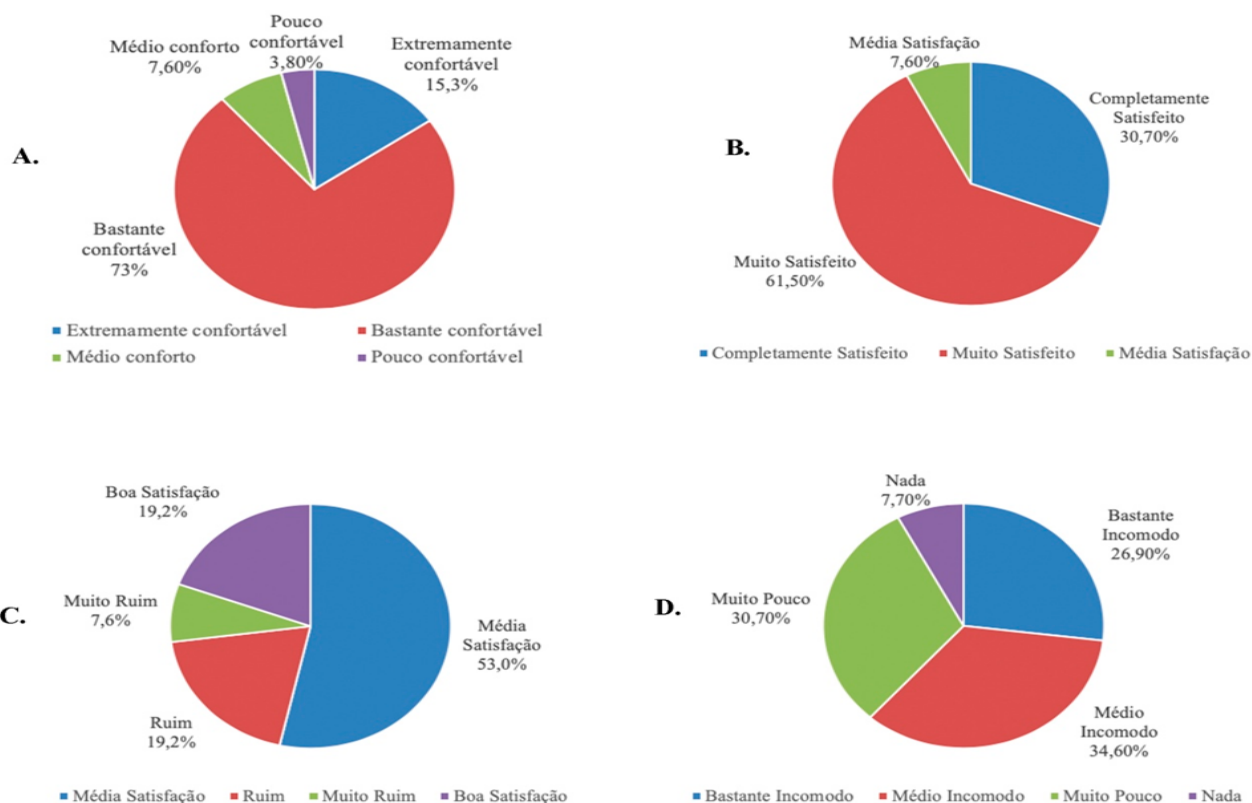 A.
Pouco
confortável
3,80%
Médio conforto
7,60%
Extremamente
confortável
15,3%
Bastante
confortável
73%
Extremamente confortável
Bastante confortável
Médio conforto
Pouco confortável
B.
Média Satisfação
7,60%
Completamente
Satisfeito
30,70%
Muito Satisfeito
61,50%
Completamente Satisfeito
Muito Satisfeito
Média Satisfação
C.
Boa Satisfação
19,2%
Muito Ruim
7,6%
Média
Satisfação
53,0%
Ruim
19,2%
Média Satisfação
Ruim
Muito Ruim
Boa Satisfação
D.
Nada
7,70%
Bastante
Incomodo
26,90%
Muito Pouco
30,70%
Médio
Incomodo
34,60%
Bastante Incomodo
Médio Incomodo
Muito Pouco
Nada